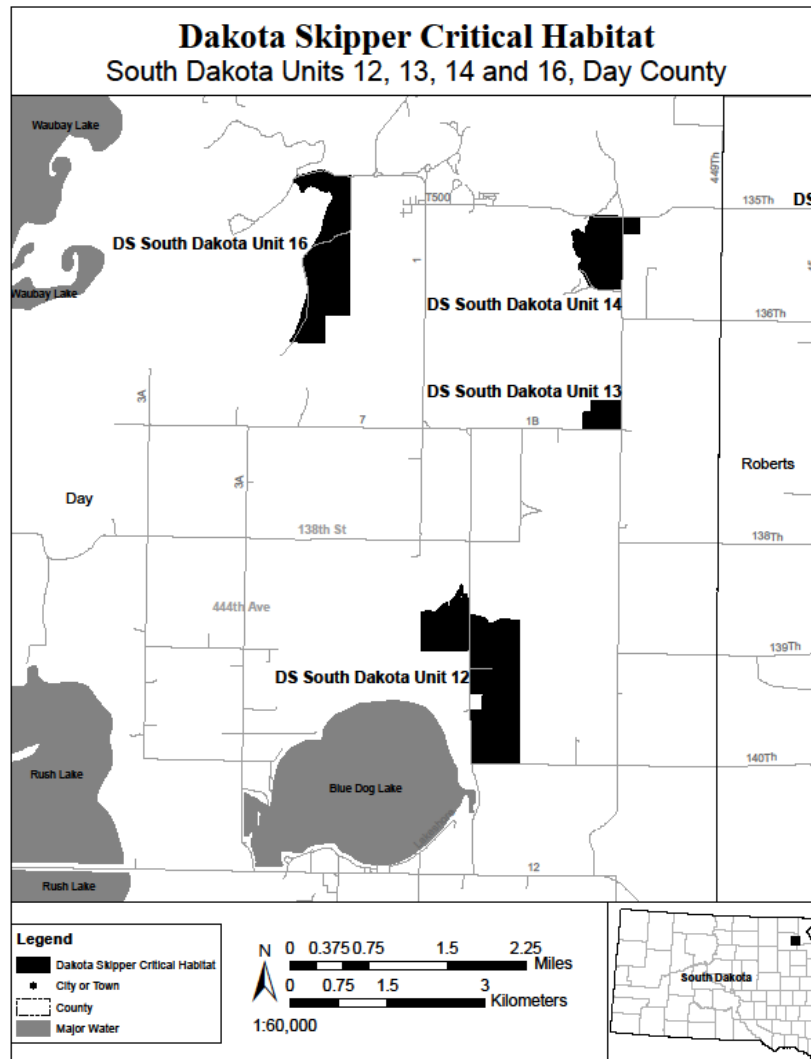 Dakota Skipper Critical Habitat
South Dakota Units 12, 13, 14 and 16, Day County
Waubay Lake
449Th
T500
135Th
DS
DS South Dakota Unit 16
1
Waubay Lake
DS South Dakota Unit 14
136Th
3A
DS South Dakota Unit 13
7
1B
Roberts
3A
Day
138th St
138Th
444th Ave
139Th
DS South Dakota Unit 12
140Th
Rush Lake
Blue Dog Lake
Lakeshore
12
Rush Lake
Legend
Dakota Skipper Critical Habitat
City or Town
County
Major Water
N
0 0.375 0.75 1.5 2.25
Miles
0 0.75 1.5 3
Kilometers
1:60,000
South Dakota